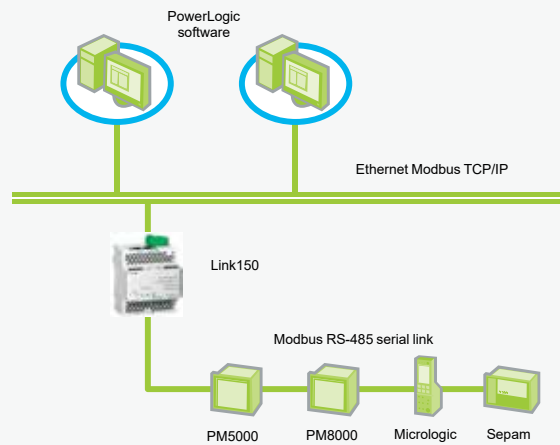 PowerLogic
software
Ethernet Modbus TCP/IP
Link150
Modbus RS-485 serial link
PM5000
PM8000
Micrologic
Sepam